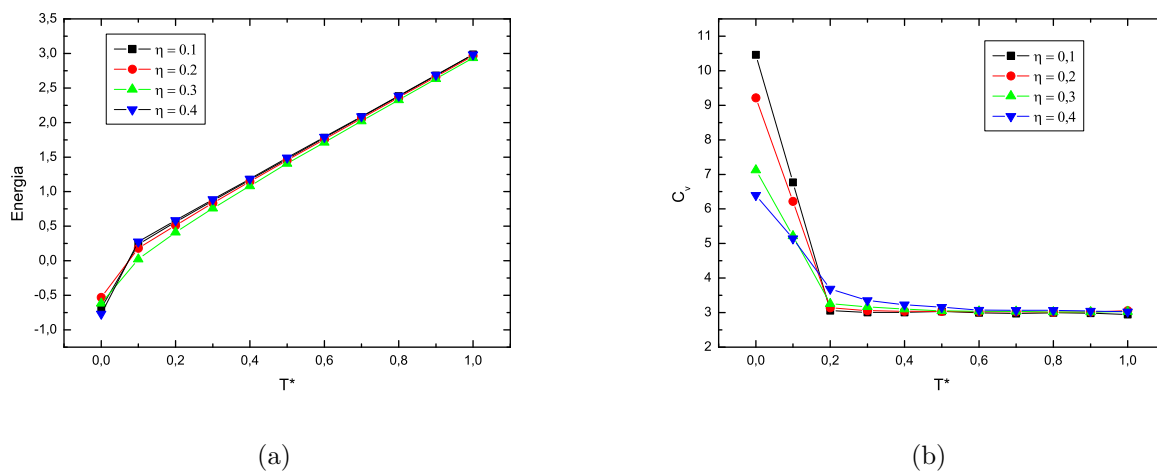 3,5
3,0
2,5
2,0
1,5
1,0
0,5
0,0
-0,5
-1,0
Energia
η = 0.1
η = 0.2
η = 0.3
η = 0.4
0,0 0,2 0,4 0,6 0,8 1,0
T*
(a)
11
10
9
8
7
6
5
4
3
2
Cv
η = 0,1
η = 0,2
η = 0,3
η = 0,4
0,0 0,2 0,4 0,6 0,8 1,0
T*
(b)